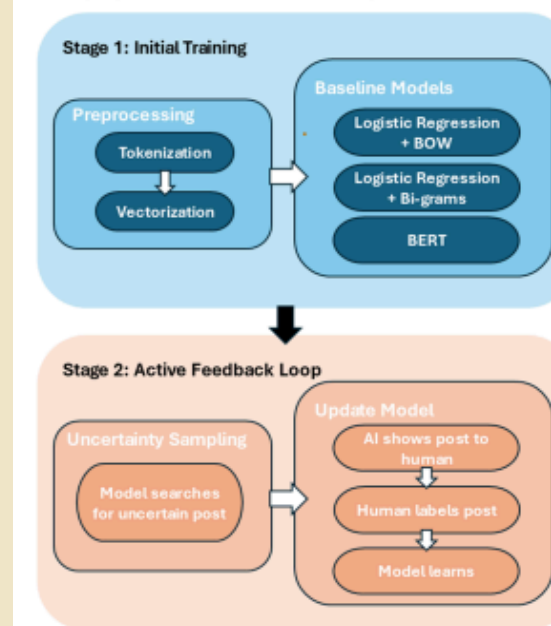 Stage 1: Initial Training
Preprocessing
Tokenization
Vectorization
Baseline Models
Logistic Regression
+ BOW
Logistic Regression
+ Bi-grams
BERT
Stage 2: Active Feedback Loop
Uncertainty Sampling
Model searches
for uncertain post
Update Model
AI shows post to
human
Human labels post
Model learns